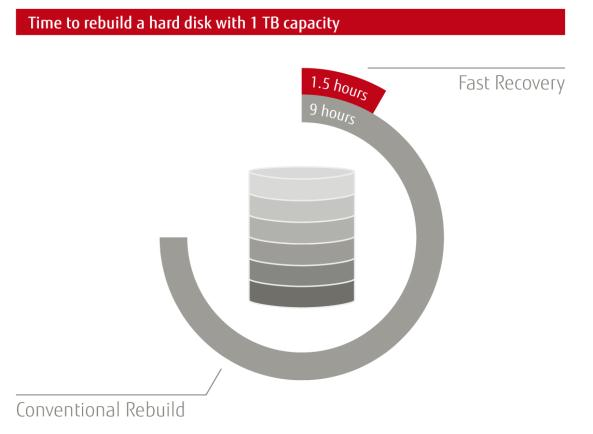 Time to rebuild a hard disk with 1 TB capacity
1.5 hours
Fast Recovery
9 hours
Conventional Rebuild